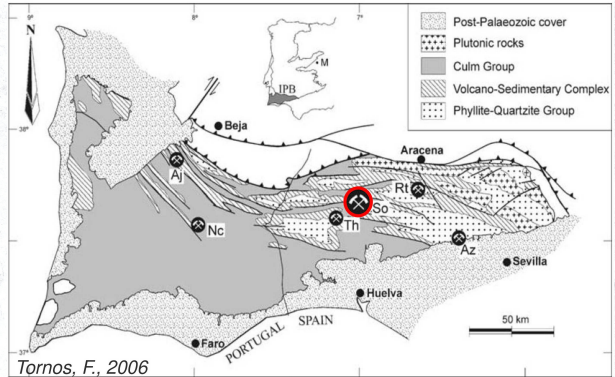 9°
8°
7°
N
Post-Palaeozoic cover
Plutonic rocks
Culm Group
Volcano-Sedimentary Complex
Phyllite-Quartzite Group
M
IPB
38°
Beja
Aracena
Aj
Rt
So
Nc
Th
Az
Sevilla
Huelva
50 km
PORTUGAL
SPAIN
Faro
37°
Tornos, F., 2006